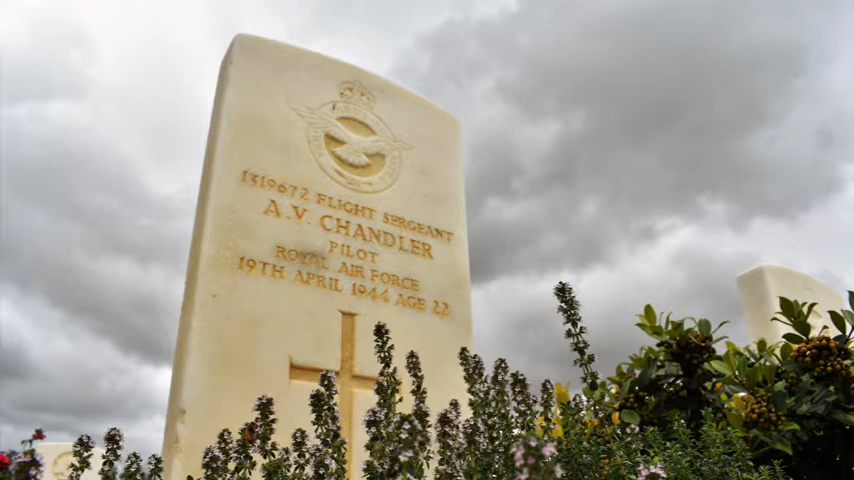 1319672 FLIGHT SERGEANT
A.V. CHANDLER
PILOT
ROYAL AIR FORCE
19TH APRIL 1944 AGE 22